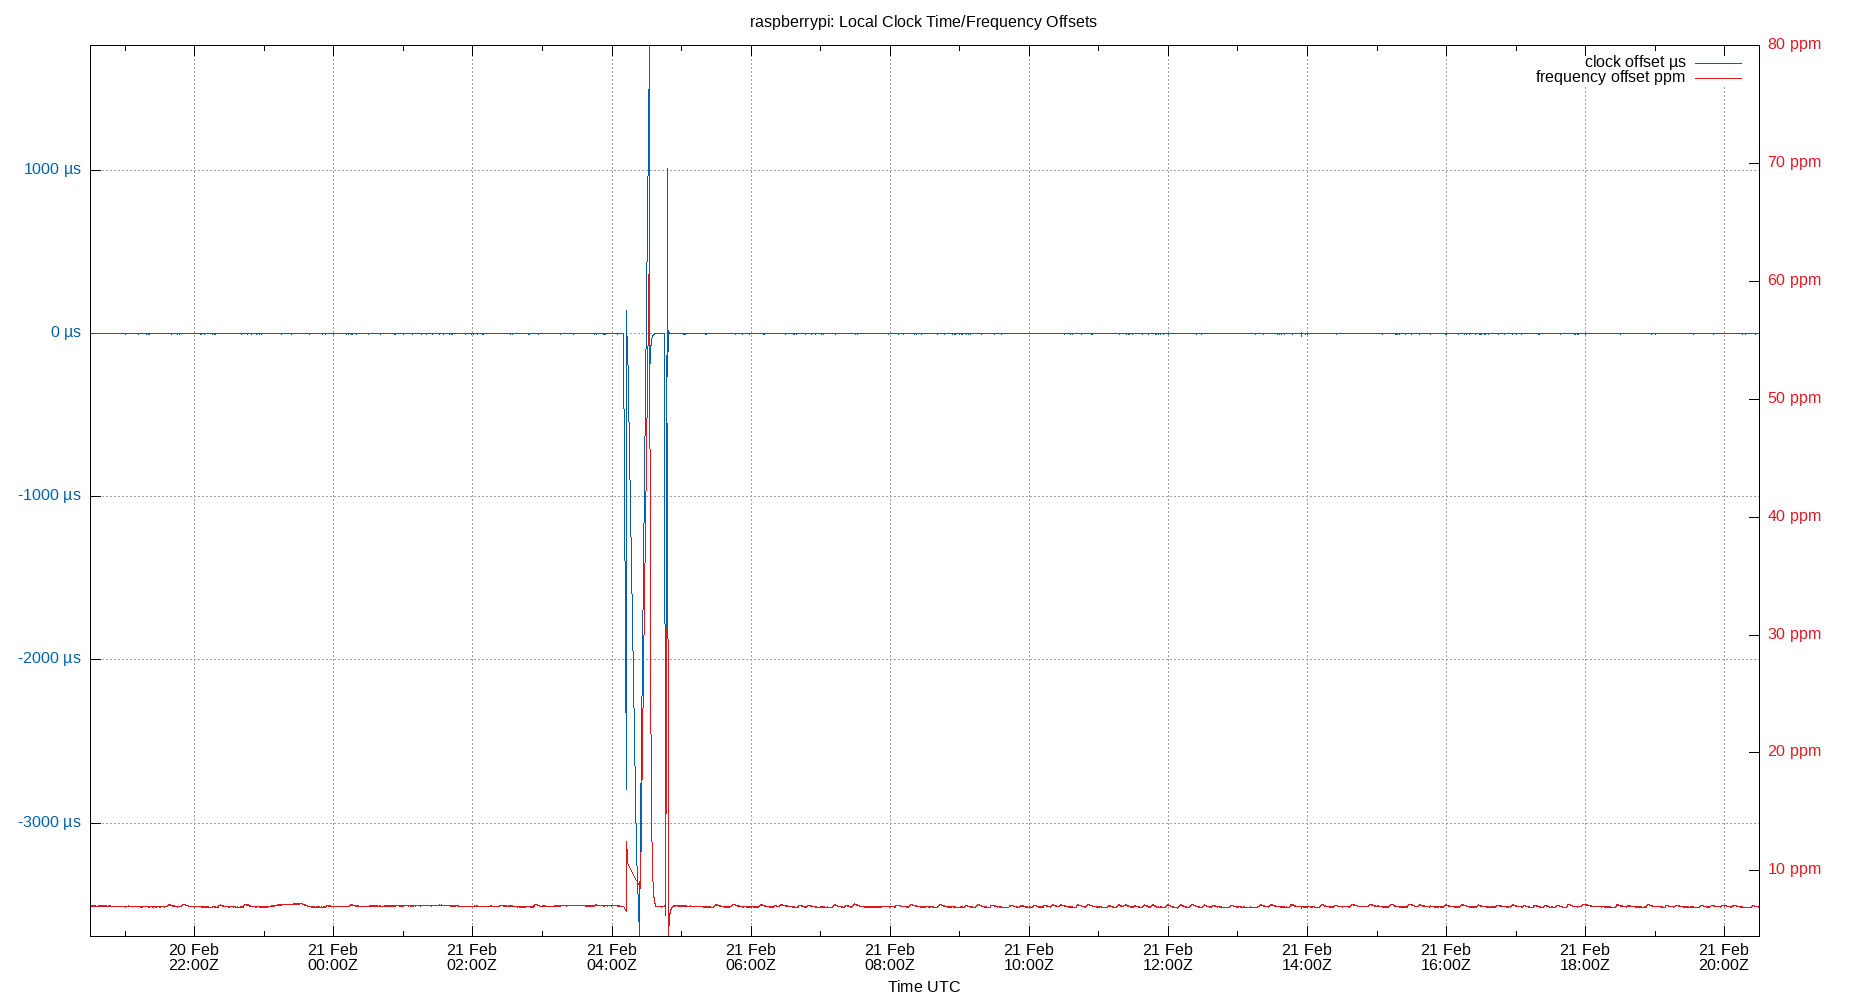 raspberrypi: Local Clock Time/Frequency Offsets
80 ppm
clock offset µs
frequency offset ppm
1000 µs
70 ppm
60 ppm
0 µs
50 ppm
-1000 µs
40 ppm
30 ppm
-2000 µs
20 ppm
-3000 µs
10 ppm
20 Feb 21 Feb 21 Feb 21 Feb 21 Feb 21 Feb 21 Feb 21 Feb 21 Feb 21 Feb 21 Feb 21 Feb
22:00Z 00:00Z 02:00Z 04:00Z 06:00Z 08:00Z 10:00Z 12:00Z 14:00Z 16:00Z 18:00Z 20:00Z
Time UTC